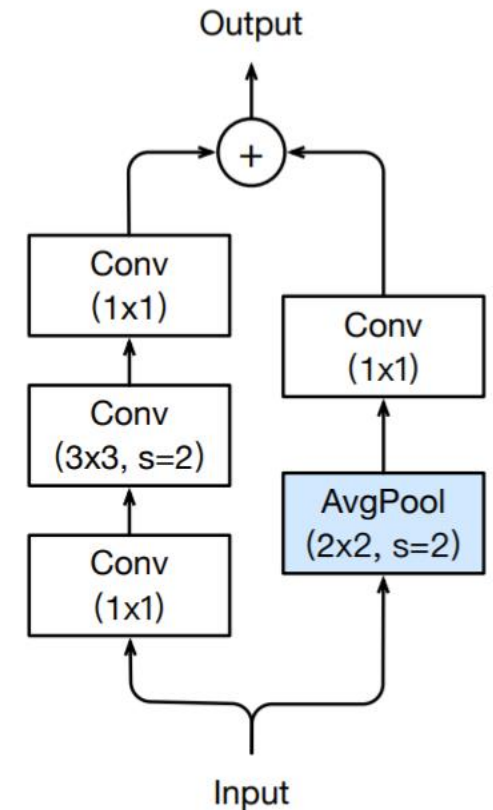 Output
+
Conv
(1x1)
Conv
(1x1)
Conv
(3x3, s=2)
AvgPool
(2x2, s=2)
Conv
(1x1)
Input